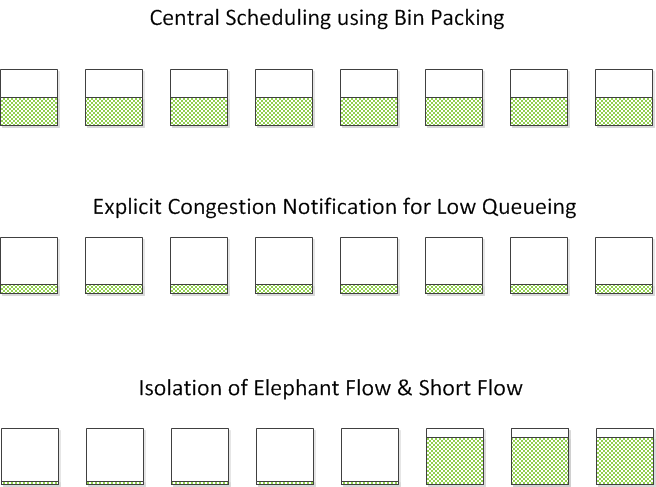 Central Scheduling using Bin Packing
Explicit Congestion Notification for Low Queueing
Isolation of Elephant Flow & Short Flow